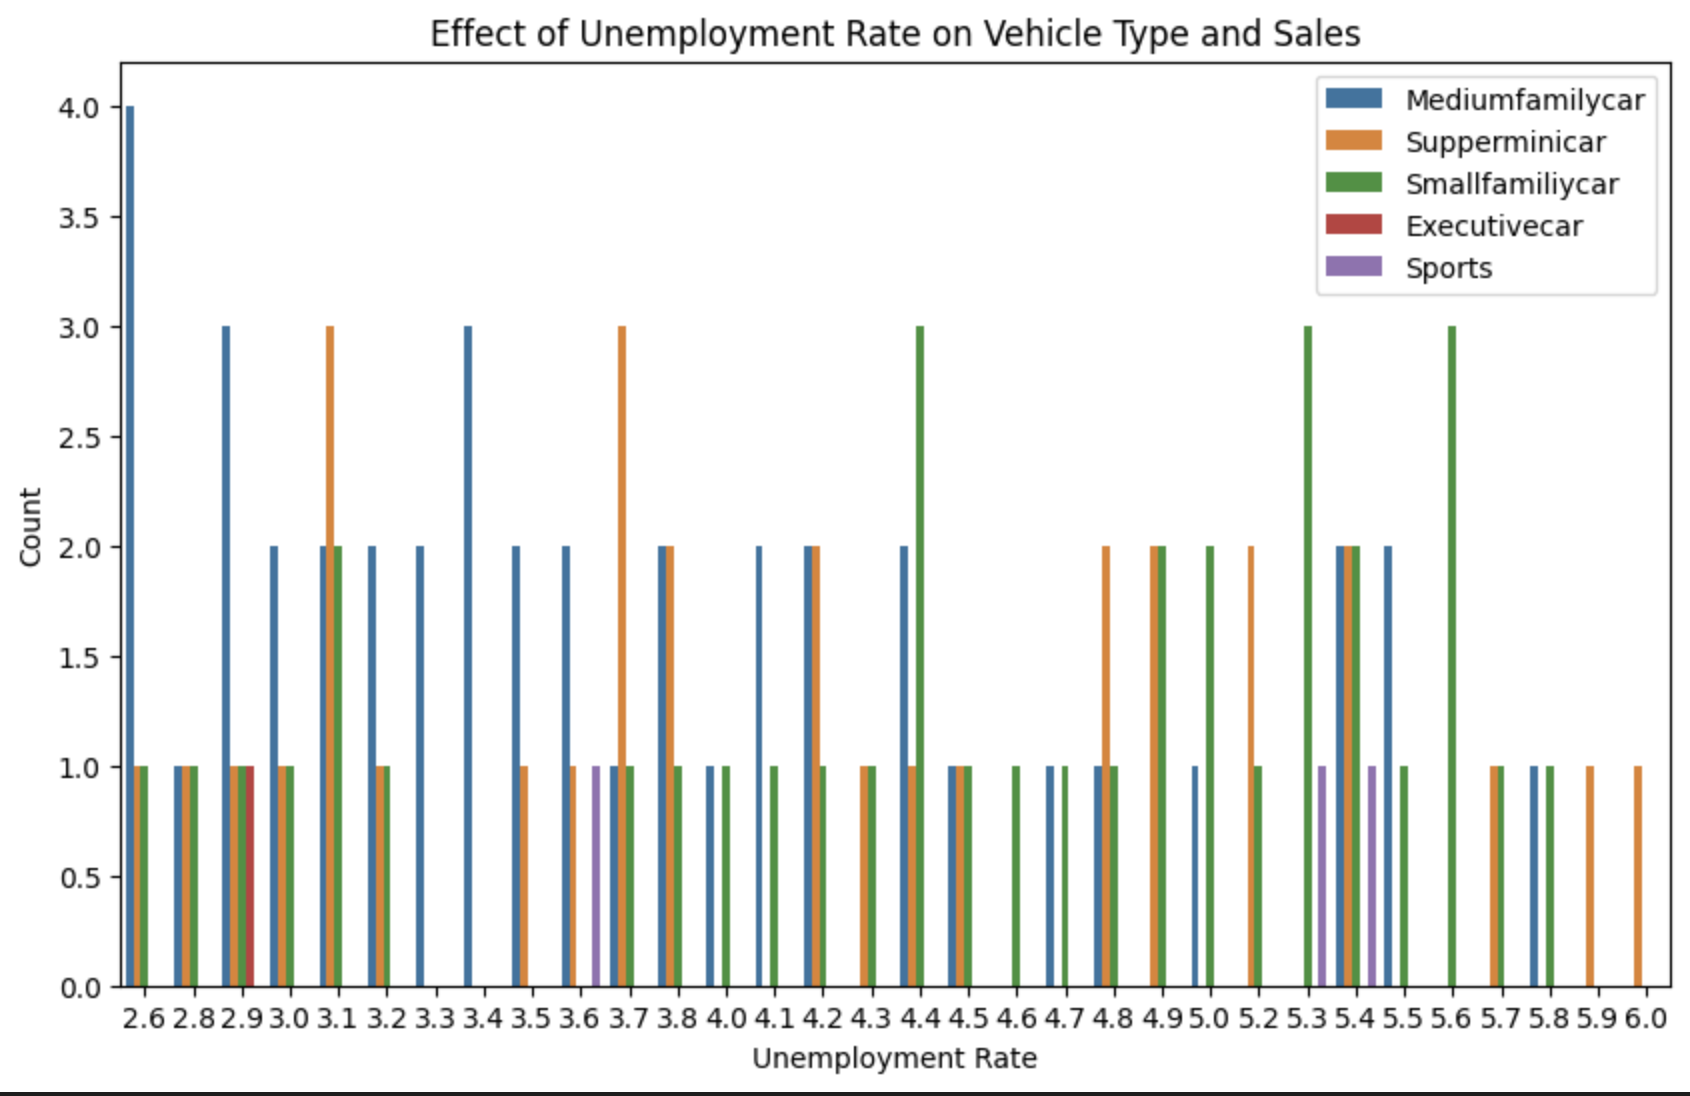 Effect of Unemployment Rate on Vehicle Type and Sales
Mediumfamilycar
Supperminicar
Smallfamiliycar
Executivecar
Sports
4.0
3.5
3.0
2.5
2.0
1.5
1.0
0.5
0.0
Count
2.6 2.8 2.9 3.0 3.1 3.2 3.3 3.4 3.5 3.6 3.7 3.8 4.0 4.1 4.2 4.3 4.4 4.5 4.6 4.7 4.8 4.9 5.0 5.2 5.3 5.4 5.5 5.6 5.7 5.8 5.9 6.0
Unemployment Rate